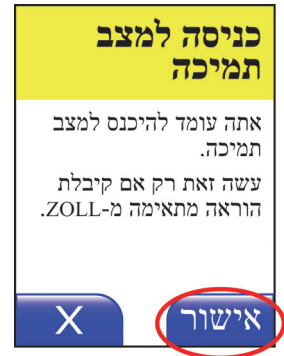 כניסה למצב
תמיכה
אתה עומד להיכנס למצב
תמיכה.
עשה זאת רק אם קיבלת
הוראה מתאימה מ-ZOLL.
אישור
X